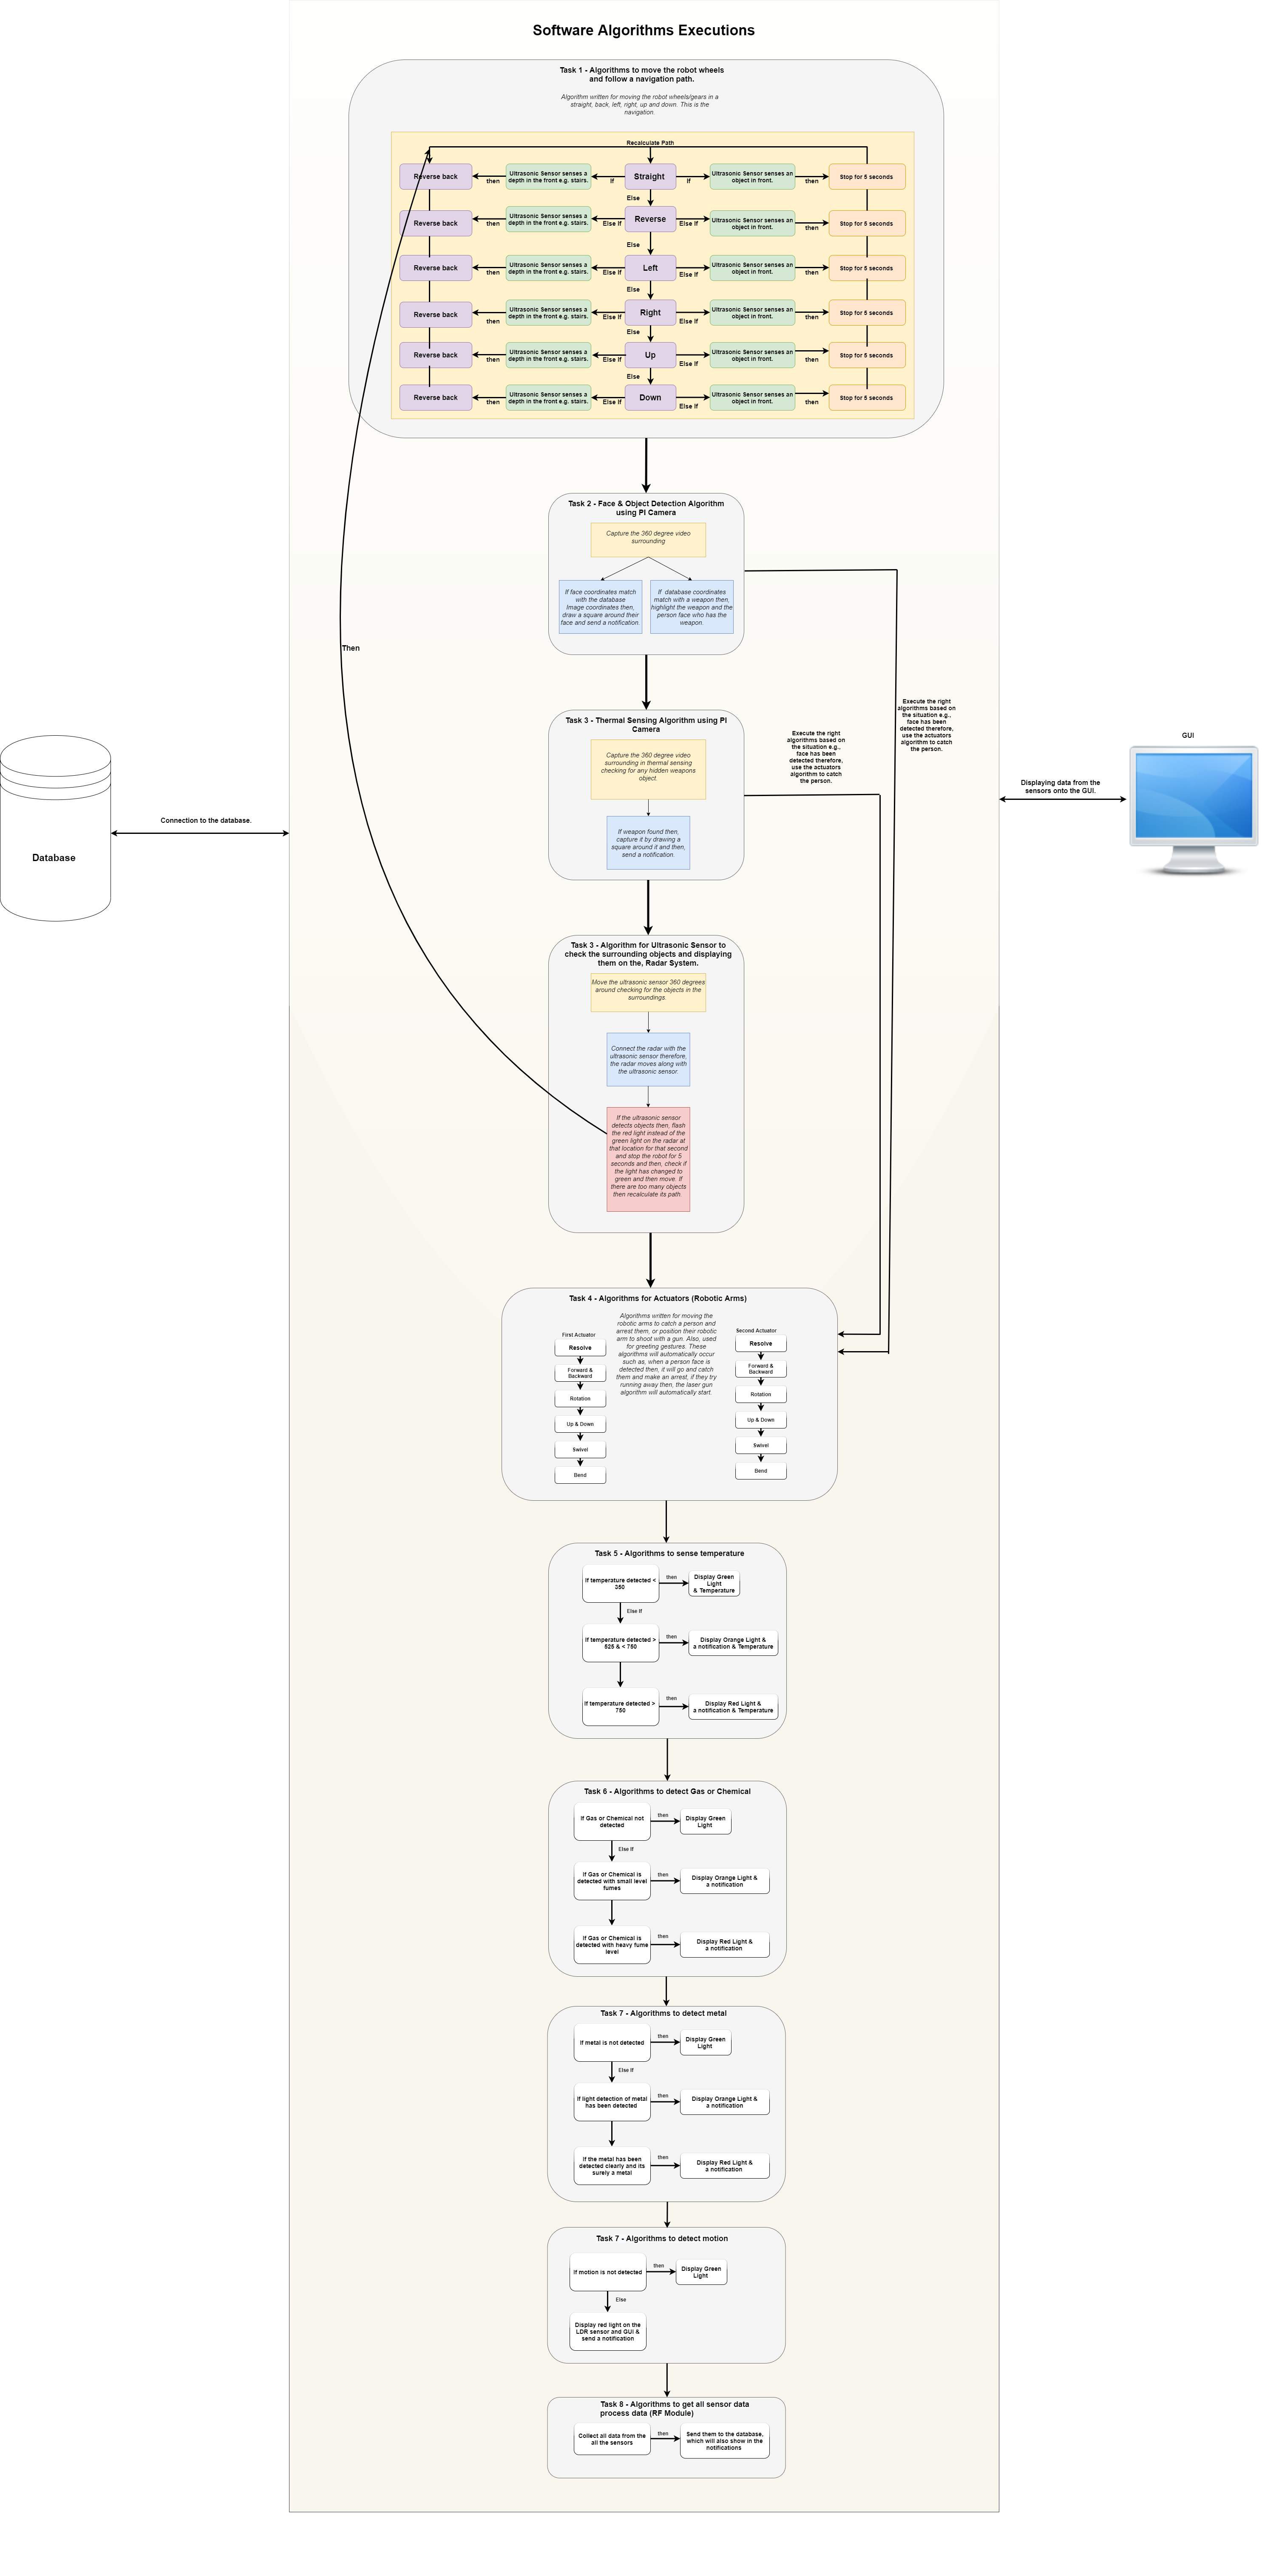 Software Algorithms Executions
Task 1 - Algorithms to move the robot wheels
and follow a navigation path.
Algorithm written for moving the robot wheels/gears in a
straight, back, left, right, up and down. This is the
navigation.
Recalculate Path
Reverse back
then
Ultrasonic Sensor senses a
depth in the front e.g. stairs.
If
Straight
If
Ultrasonic Sensor senses an
object in front.
then
Stop for 5 seconds
Else
Reverse back
then
Ultrasonic Sensor senses a
depth in the front e.g. stairs.
Else If
Reverse
Else If
Ultrasonic Sensor senses an
object in front.
then
Stop for 5 seconds
Else
Reverse back
then
Ultrasonic Sensor senses a
depth in the front e.g. stairs.
Else If
Left
Else If
Ultrasonic Sensor senses an
object in front.
then
Stop for 5 seconds
Else
Reverse back
then
Ultrasonic Sensor senses a
depth in the front e.g. stairs.
Else If
Right
Else If
Ultrasonic Sensor senses an
object in front.
then
Stop for 5 seconds
Else
Reverse back
then
Ultrasonic Sensor senses a
depth in the front e.g. stairs.
Else If
Up
Else If
Ultrasonic Sensor senses an
object in front.
then
Stop for 5 seconds
Else
Reverse back
then
Ultrasonic Sensor senses a
depth in the front e.g. stairs.
Else If
Down
Else If
Ultrasonic Sensor senses an
object in front.
then
Stop for 5 seconds
Task 2 - Face & Object Detection Algorithm
using PI Camera
Capture the 360 degree video
surrounding
If face coordinates match
with the database
Image coordinates then,
draw a square around their
face and send a notification.
If database coordinates
match with a weapon then,
highlight the weapon and the
person face who has the
weapon.
Then
Task 3 - Thermal Sensing Algorithm using PI
Camera
Capture the 360 degree video
surrounding in thermal sensing
checking for any hidden weapons
object.
If weapon found then,
capture it by drawing a
square around it and then,
send a notification.
Execute the right
algorithms based on
the situation e.g.,
face has been
detected therefore,
use the actuators
algorithm to catch
the person.
Execute the right
algorithms based on
the situation e.g.,
face has been
detected therefore,
use the actuators
algorithm to catch
the person.
GUI
Displaying data from the
sensors onto the GUI.
Connection to the database.
Database
Task 3 - Algorithm for Ultrasonic Sensor to
check the surrounding objects and displaying
them on the, Radar System.
Move the ultrasonic sensor 360 degrees
around checking for the objects in the
surroundings.
Connect the radar with the
ultrasonic sensor therefore,
the radar moves along with
the ultrasonic sensor.
If the ultrasonic sensor
detects objects then, flash
the red light instead of the
green light on the radar at
that location for that second
and stop the robot for 5
seconds and then, check if
the light has changed to
green and then move. If
there are too many objects
then recalculate its path.
Task 4 - Algorithms for Actuators (Robotic Arms)
Algorithms written for moving the
robotic arms to catch a person and
arrest them, or position their robotic
arm to shoot with a gun. Also, used
for greeting gestures. These
algorithms will automatically occur
such as, when a person face is
detected then, it will go and catch
them and make an arrest, if they try
running away then, the laser gun
algorithm will automatically start.
First Actuator
Resolve
Forward &
Backward
Rotation
Up & Down
Swivel
Bend
Second Actuator
Resolve
Forward &
Backward
Rotation
Up & Down
Swivel
Bend
Task 5 - Algorithms to sense temperature
If temperature detected <
350
then
Display Green
Light
& Temperature
Else If
If temperature detected >
525 & < 750
then
Display Orange Light &
a notification & Temperature
If temperature detected >
750
then
Display Red Light &
a notification & Temperature
Task 6 - Algorithms to detect Gas or Chemical
If Gas or Chemical not
detected
then
Display Green
Light
Else If
If Gas or Chemical is
detected with small level
fumes
then
Display Orange Light &
a notification
If Gas or Chemical is
detected with heavy fume
level
then
Display Red Light &
a notification
Task 7 - Algorithms to detect metal
If metal is not detected
then
Display Green
Light
Else If
If light detection of metal
has been detected
then
Display Orange Light &
a notification
If the metal has been
detected clearly and its
surely a metal
then
Display Red Light &
a notification
Task 7 - Algorithms to detect motion
If motion is not detected
then
Display Green
Light
Else
Display red light on the
LDR sensor and GUI &
send a notification
Task 8 - Algorithms to get all sensor data
process data (RF Module)
Collect all data from the
all the sensors
then
Send them to the database,
which will also show in the
notifications